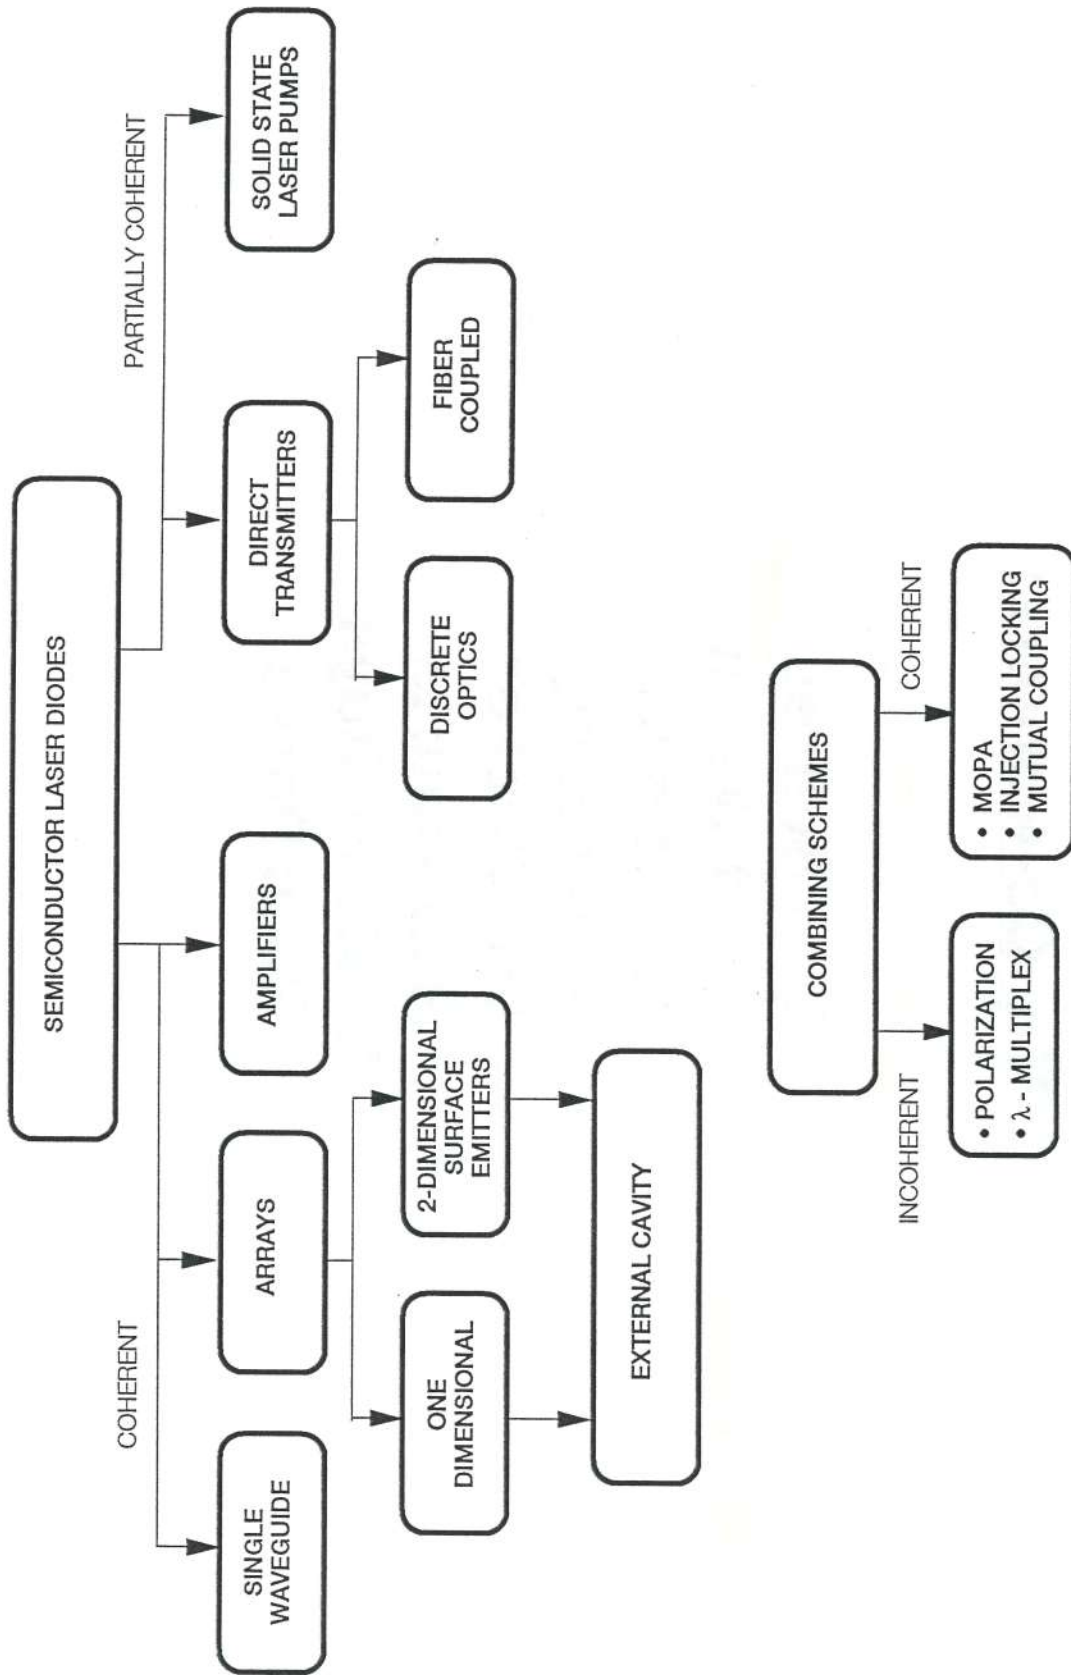 SEMICONDUCTOR LASER DIODES
COHERENT
PARTIALLY COHERENT
SINGLE
WAVEGUIDE
ARRAYS
AMPLIFIERS
DIRECT
TRANSMITTERS
SOLID STATE
LASER PUMPS
ONE
DIMENSIONAL
2-DIMENSIONAL
SURFACE
EMITTERS
DISCRETE
OPTICS
FIBER
COUPLED
EXTERNAL CAVITY
COMBINING SCHEMES
INCOHERENT
COHERENT
• POLARIZATION
• λ - MULTIPLEX
• MOPA
• INJECTION LOCKING
• MUTUAL COUPLING